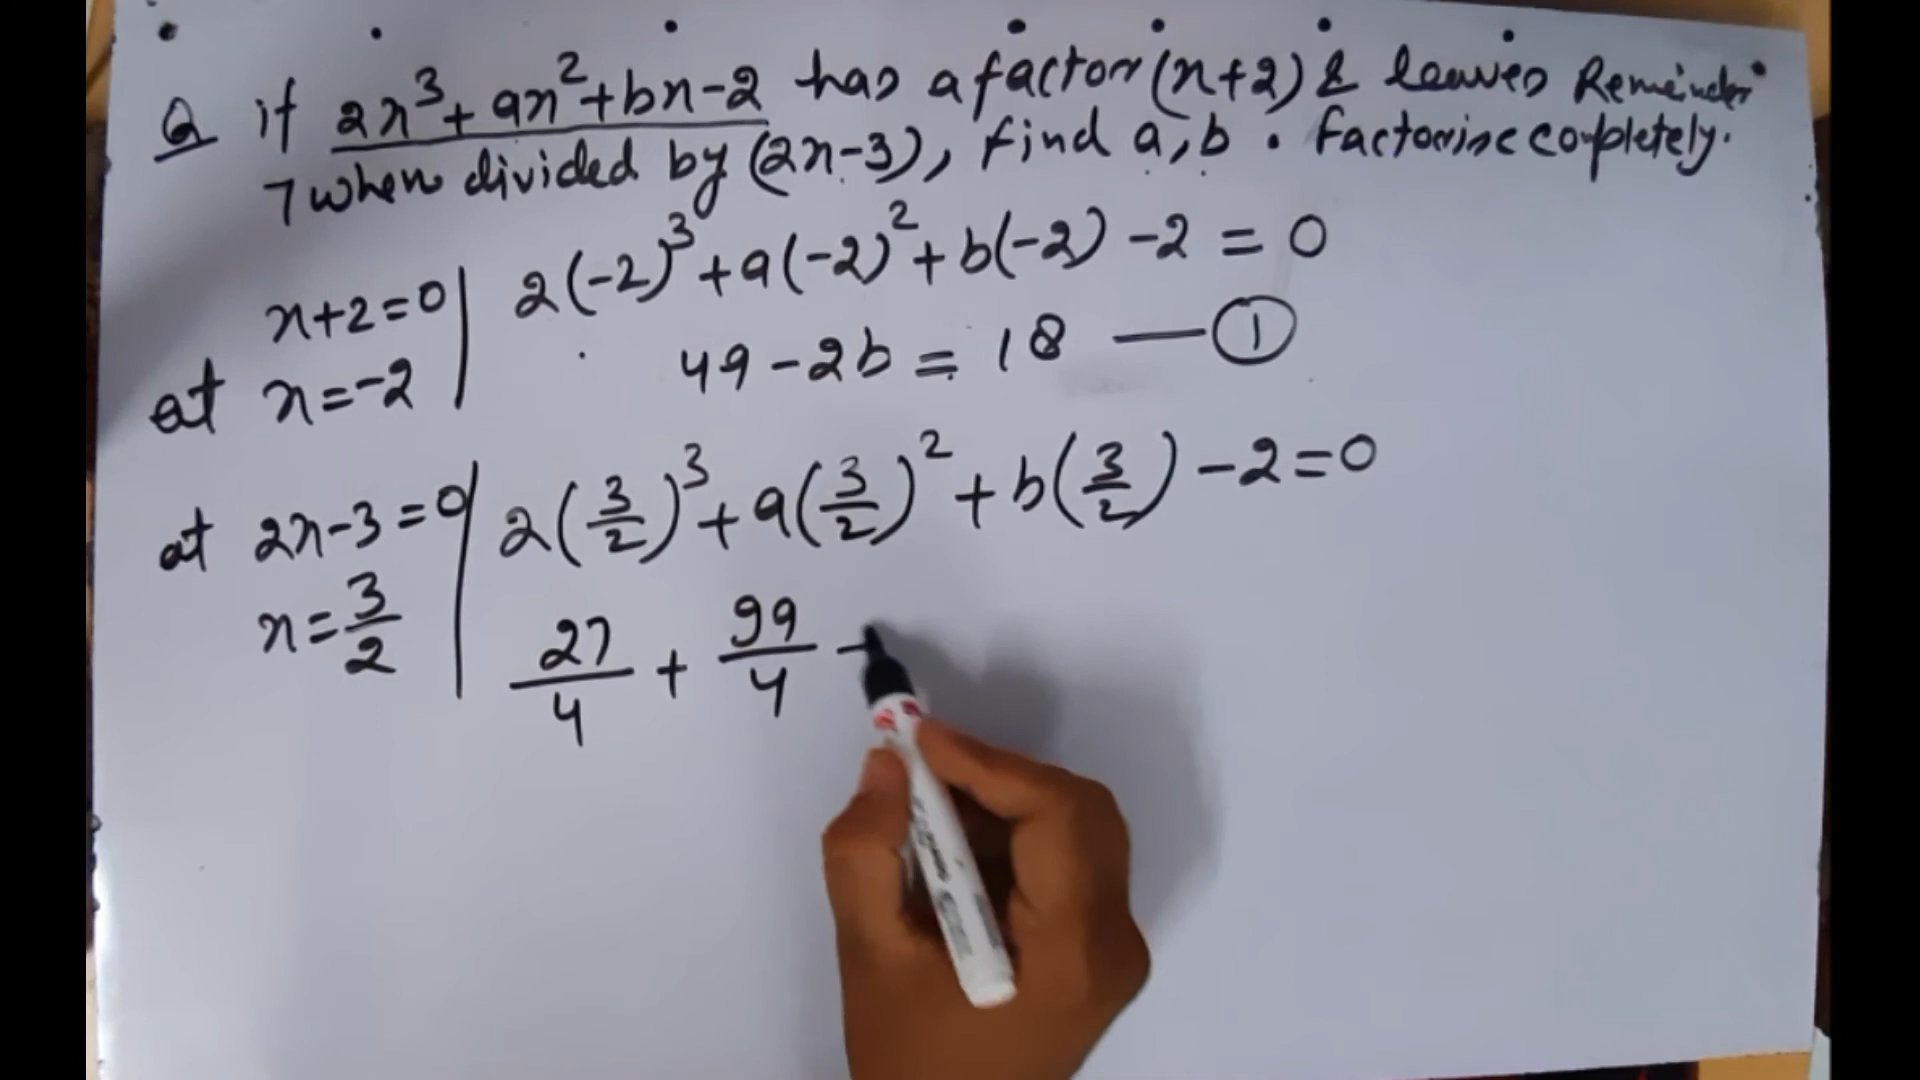 Q if 2x³ + ax² + bx - 2 has a factor (x+2) & leaves Remainder
7 when divided by (2x-3), find a, b . Factorise completely.
x+2=0 | 2(-2)³ + a(-2)² + b(-2) - 2 = 0
at x=-2 | 4a - 2b = 18 — ①
at 2x-3=0 | 2(3/2)³ + a(3/2)² + b(3/2) - 2 = 0
x=3/2 | 27/4 + 9a/4 +